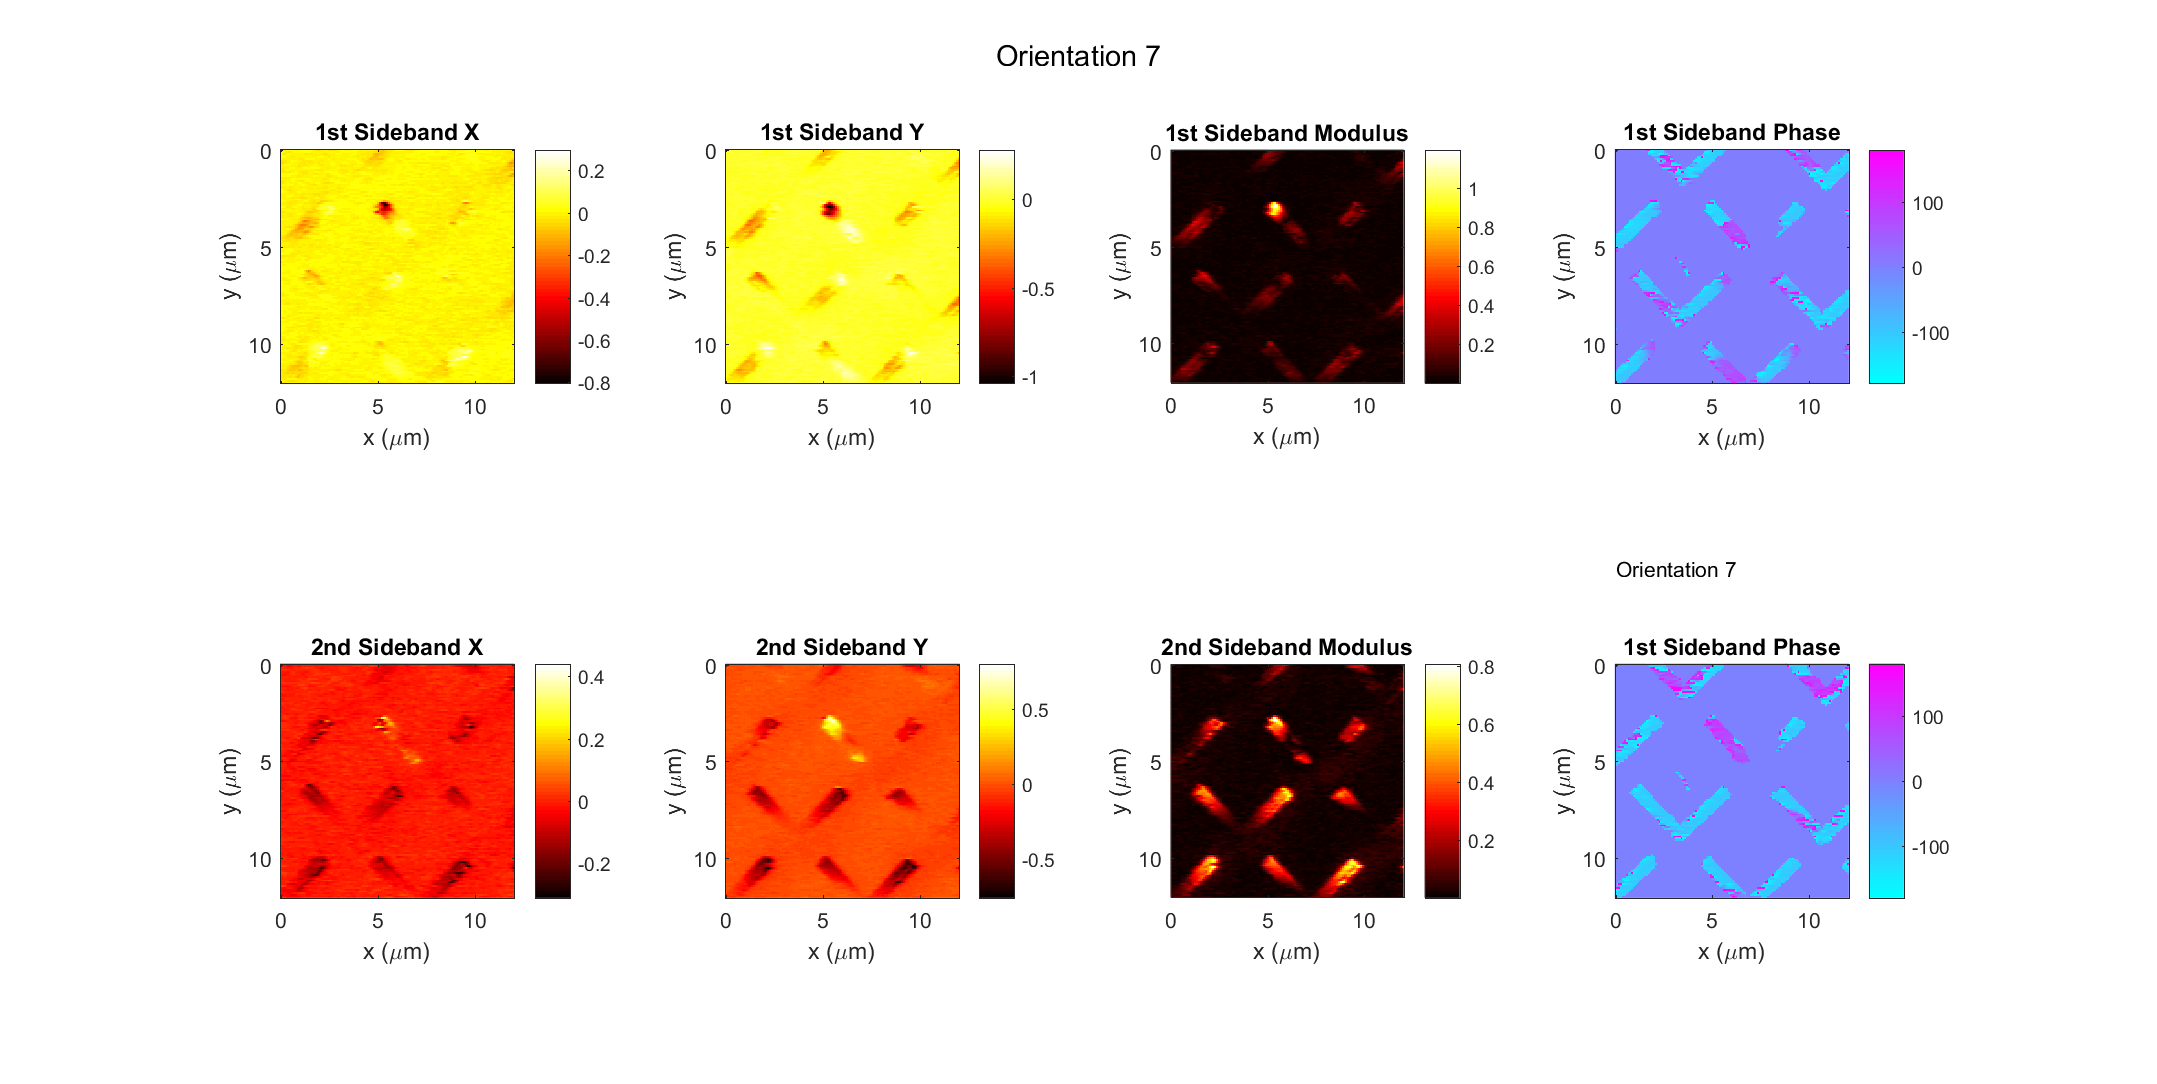 Orientation 7
1st Sideband X
1st Sideband Y
1st Sideband Modulus
1st Sideband Phase
0
5
10
y (μm)
0 5 10
x (μm)
0.2
0
-0.2
-0.4
-0.6
-0.8
0
5
10
y (μm)
0 5 10
x (μm)
0
-0.5
-1
0
5
10
y (μm)
0 5 10
x (μm)
1
0.8
0.6
0.4
0.2
0
5
10
y (μm)
0 5 10
x (μm)
100
0
-100
Orientation 7
2nd Sideband X
2nd Sideband Y
2nd Sideband Modulus
1st Sideband Phase
0
5
10
y (μm)
0 5 10
x (μm)
0.4
0.2
0
-0.2
0
5
10
y (μm)
0 5 10
x (μm)
0.5
0
-0.5
0
5
10
y (μm)
0 5 10
x (μm)
0.8
0.6
0.4
0.2
0
5
10
y (μm)
0 5 10
x (μm)
100
0
-100